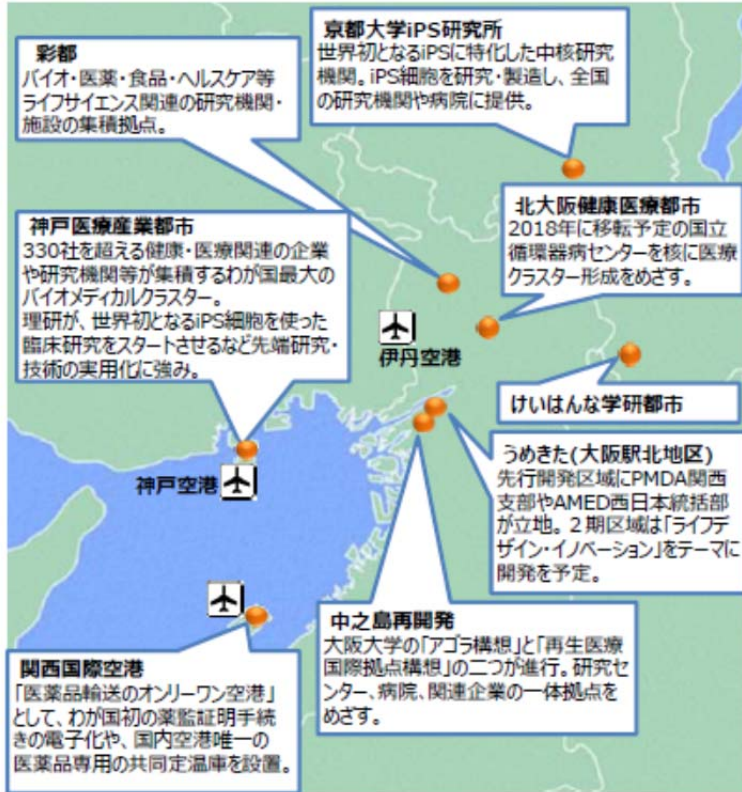 京都大学iPS研究所
世界初となるiPSに特化した中核研究
機関。iPS細胞を研究・製造し、全国
の研究機関や病院に提供。
彩都
バイオ・医薬・食品・ヘルスケア等
ライフサイエンス関連の研究機関・
施設の集積拠点。
北大阪健康医療都市
2018年に移転予定の国立
循環器病センターを核に医療
クラスター形成をめざす。
神戸医療産業都市
330社を超える健康・医療関連の企業
や研究機関等が集積するわが国最大の
バイオメディカルクラスター。
理研が、世界初となるiPS細胞を使った
臨床研究をスタートさせるなど先端研究・
技術の実用化に強み。
伊丹空港
けいはんな学研都市
うめきた(大阪駅北地区)
先行開発区域にPMDA関西
支部やAMED西日本統括部
が立地。２期区域は「ライフデ
ザイン・イノベーション」をテーマに
開発を予定。
神戸空港
中之島再開発
大阪大学の「アゴラ構想」と「再生医療
国際拠点構想」の二つが進行。研究セ
ンター、病院、関連企業の一体拠点を
めざす。
関西国際空港
「医薬品輸送のオンリーワン空港」
として、わが国初の薬監証明手続
きの電子化や、国内空港唯一の
医薬品専用の共同定温庫を設置。